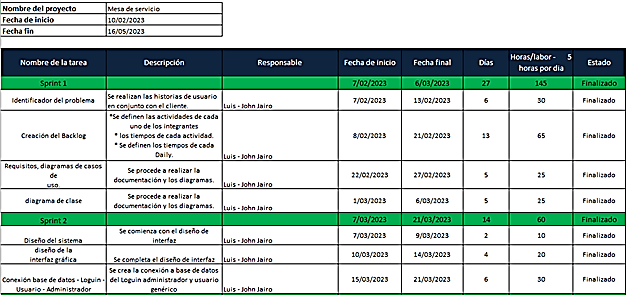 Nombre del proyecto Mesa de servicio
Fecha de inicio 10/02/2023
Fecha fin 16/05/2023
Nombre de la tarea Descripción Responsable Fecha de inicio Fecha final Días Horas/labor - 5 horas por dia Estado
Sprint 1 7/02/2023 6/03/2023 27 145 Finalizado
Identificador del problema Se realizan las historias de usuario en conjunto con el cliente. Luis - John Jairo 7/02/2023 13/02/2023 6 30 Finalizado
Creación del Backlog *Se definen las actividades de cada uno de los integrantes * los tiempos de cada actividad. * Se definen los tiempos de cada Daily. Luis - John Jairo 8/02/2023 21/02/2023 13 65 Finalizado
Requisitos, diagramas de casos de uso. Se procede a realizar la documentación y los diagramas. Luis - John Jairo 22/02/2023 27/02/2023 5 25 Finalizado
diagrama de clase Se procede a realizar la documentación y los diagramas. Luis - John Jairo 1/03/2023 6/03/2023 5 25 Finalizado
Sprint 2 7/03/2023 21/03/2023 14 60 Finalizado
Diseño del sistema Se comienza con el diseño de interfaz Luis - John Jairo 7/03/2023 9/03/2023 2 10 Finalizado
diseño de la interfaz gráfica Se completa el diseño de interfaz Luis - John Jairo 10/03/2023 14/03/2023 4 20 Finalizado
Conexión base de datos - Loguin - Usuario - Administrador Se crea la conexión a base de datos del Loguin administrador y usuario genérico Luis - John Jairo 15/03/2023 21/03/2023 6 30 Finalizado